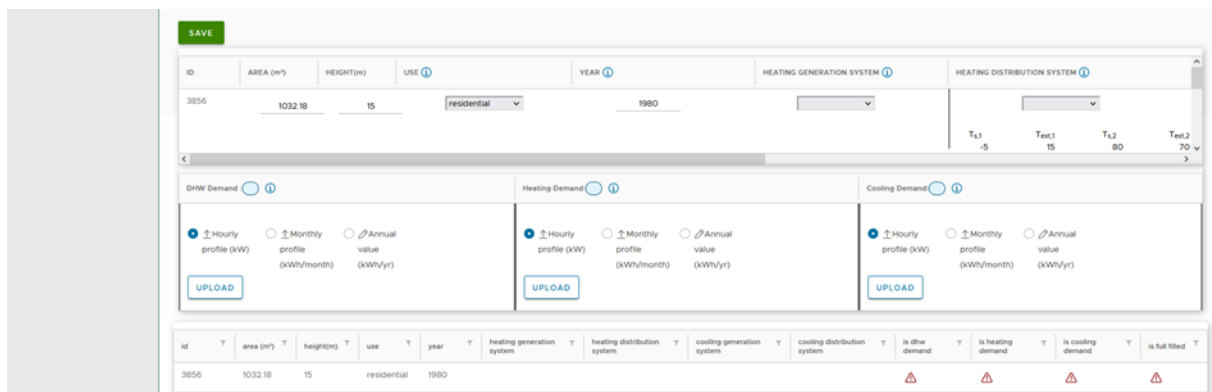 SAVE
ID AREA (m²) HEIGHT(m) USE YEAR HEATING GENERATION SYSTEM HEATING DISTRIBUTION SYSTEM
3856 1032.18 15 residential 1980
Ts,1 Text,1 Ts,2 Text,2
-5 15 80 70
DHW Demand : Heating Demand: Cooling Demand:
Hourly Monthly Annual Hourly Monthly Annual Hourly Monthly Annual
profile (kW) profile value profile (kW) profile value profile (kW) profile value
(kWh/month) (kWh/yr) (kWh/month) (kWh/yr) (kWh/month) (kWh/yr)
UPLOAD UPLOAD UPLOAD
id area (m²) height(m) use year heating generation heating distribution cooling generation cooling distribution is dhw is heating is cooling is full filled
system system system system demand demand demand
3856 1032.18 15 residential 1980